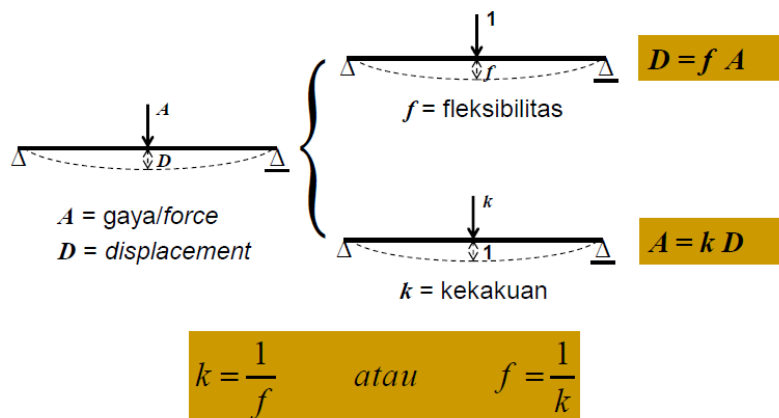 A
D
A = gaya/force
D = displacement
1
f
f = fleksibilitas
D = f A
k
1
k = kekakuan
A = k D
k = 1/f atau f = 1/k